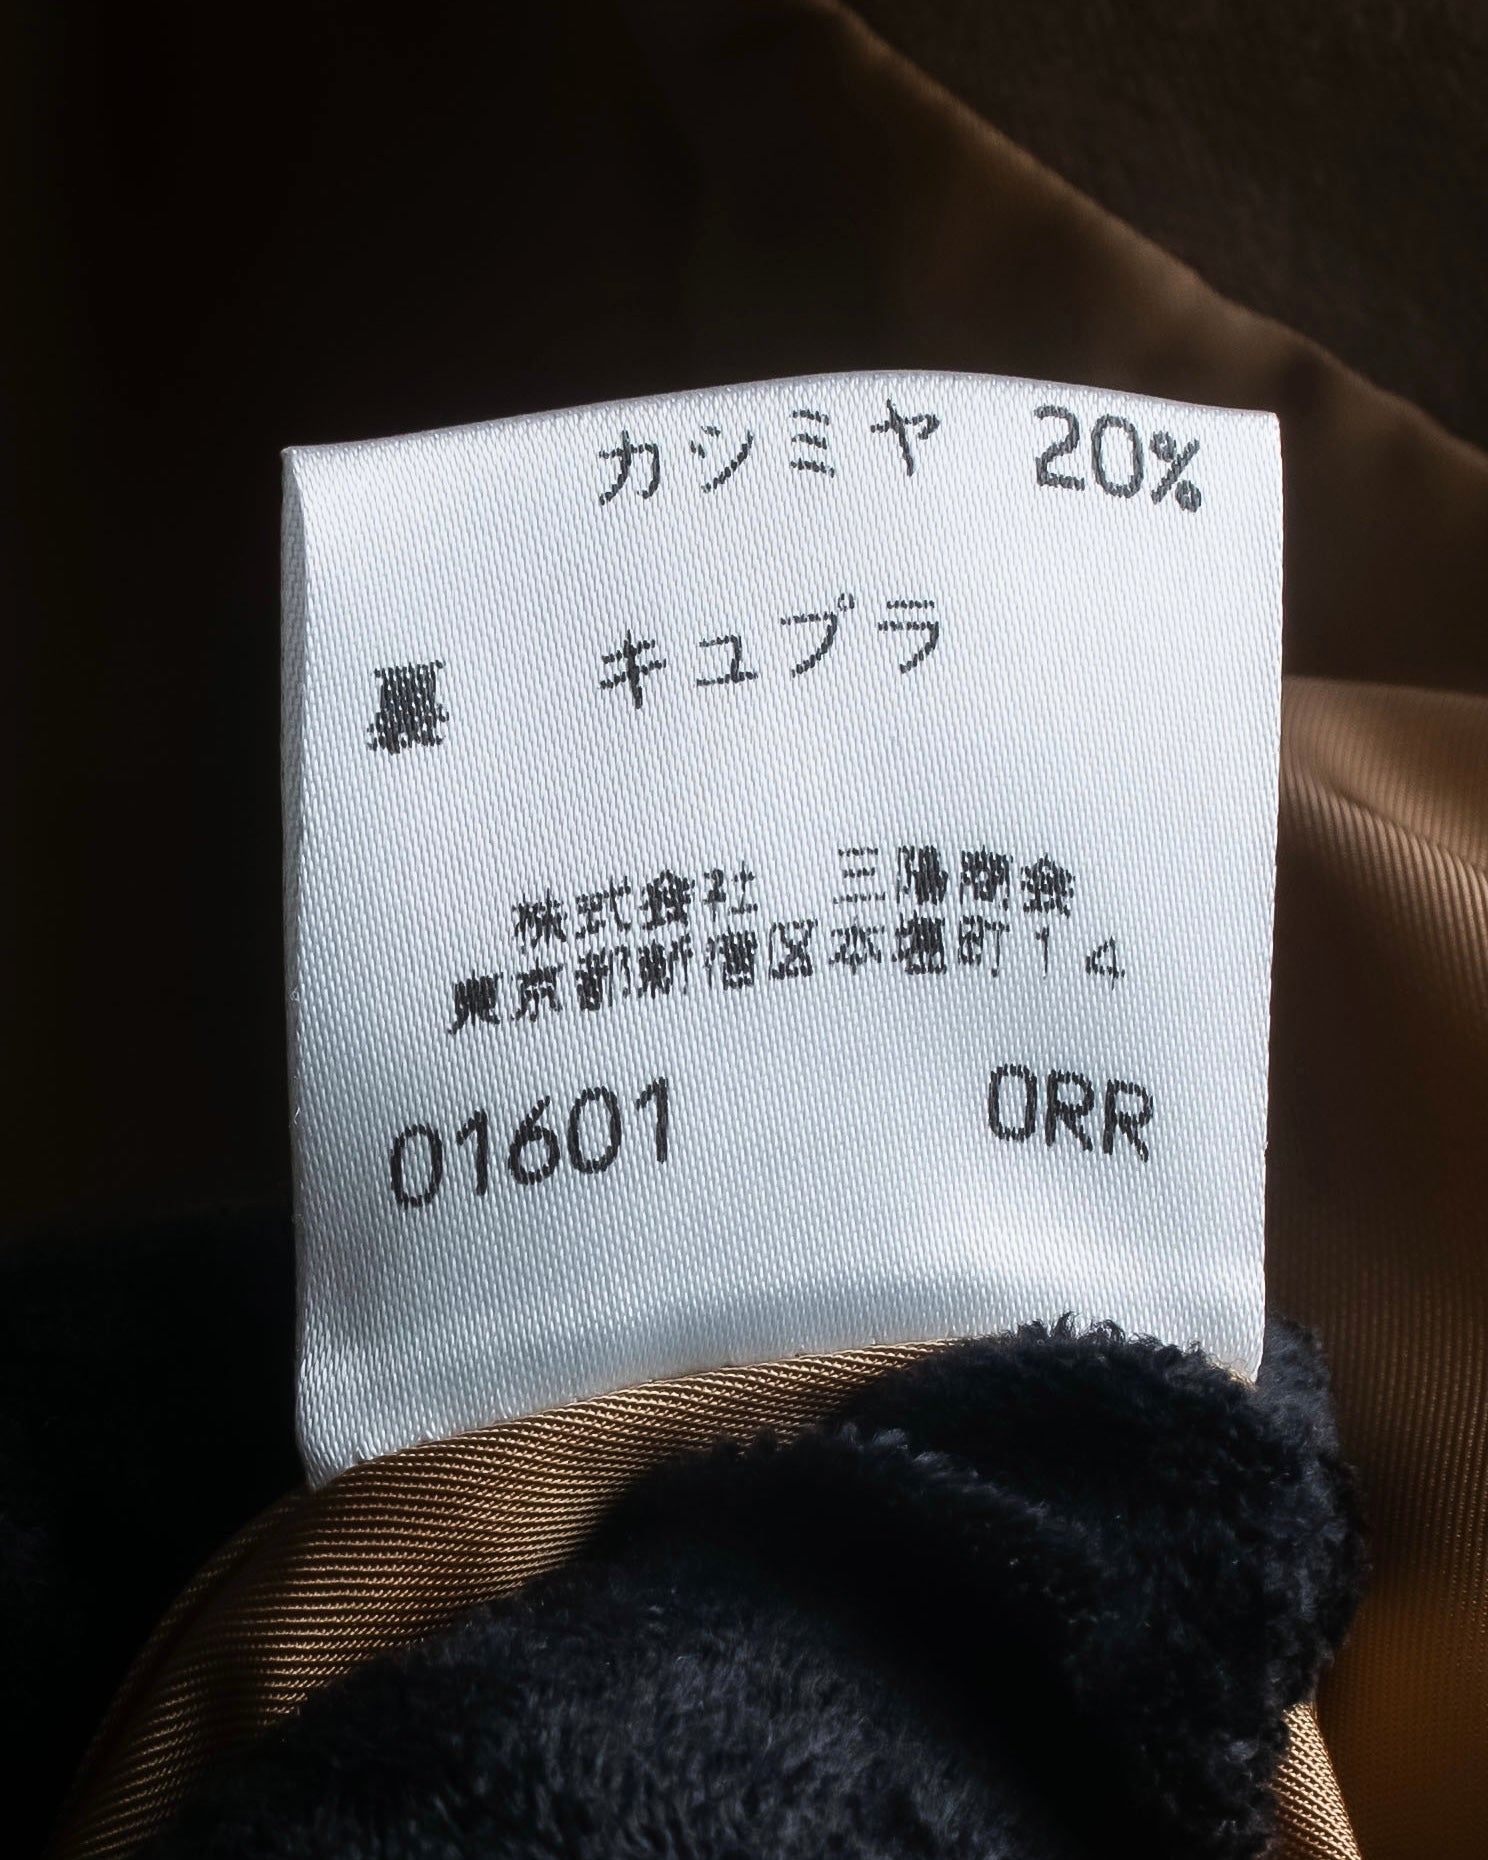 カシミヤ 20%
裏 キュプラ
株式会社 三陽商会
東京都新宿区本塩町14
01601 ORR